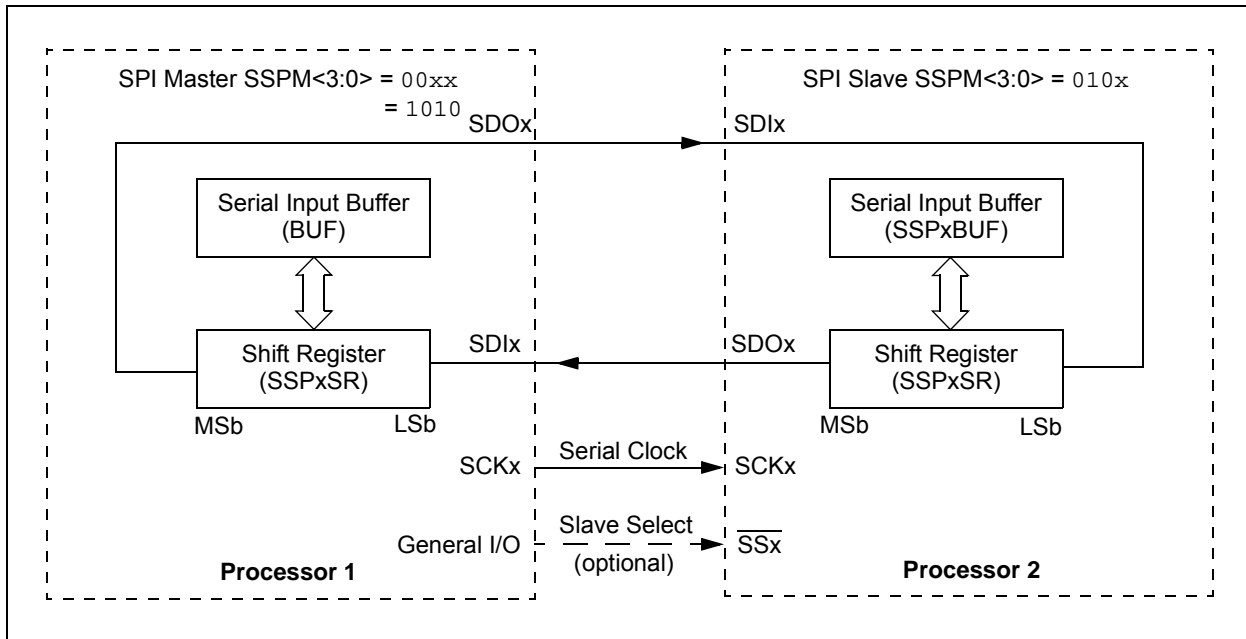 SPI Master SSPM<3:0> = 00xx
= 1010
SPI Slave SSPM<3:0> = 010x
SDOx
SDIx
Serial Input Buffer
(BUF)
Serial Input Buffer
(SSPxBUF)
Shift Register
(SSPxSR)
SDIx
SDOx
Shift Register
(SSPxSR)
MSb
LSb
MSb
LSb
SCKx
Serial Clock
SCKx
General I/O
Slave Select
(optional)
SSx
Processor 1
Processor 2